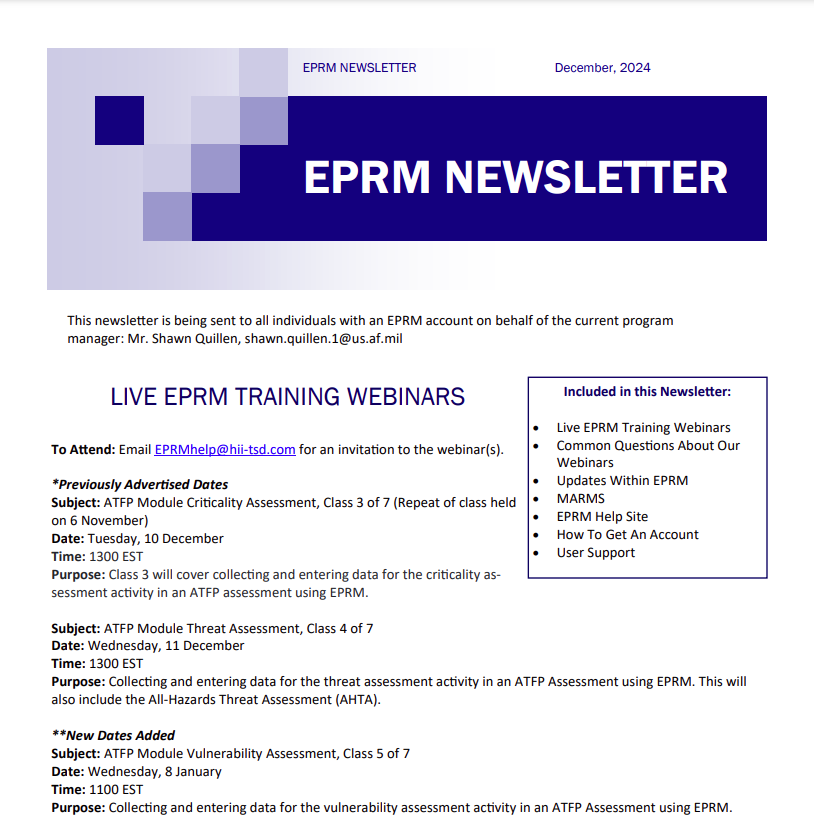 EPRM NEWSLETTER December, 2024
EPRM NEWSLETTER
This newsletter is being sent to all individuals with an EPRM account on behalf of the current program
manager: Mr. Shawn Quillen, shawn.quillen.1@us.af.mil
LIVE EPRM TRAINING WEBINARS
To Attend: Email EPRMhelp@hii-tsd.com for an invitation to the webinar(s).
*Previously Advertised Dates
Subject: ATFP Module Criticality Assessment, Class 3 of 7 (Repeat of class held
on 6 November)
Date: Tuesday, 10 December
Time: 1300 EST
Purpose: Class 3 will cover collecting and entering data for the criticality as-
sessment activity in an ATFP assessment using EPRM.
Included in this Newsletter:
• Live EPRM Training Webinars
• Common Questions About Our
Webinars
• Updates Within EPRM
• MARMS
• EPRM Help Site
• How To Get An Account
• User Support
Subject: ATFP Module Threat Assessment, Class 4 of 7
Date: Wednesday, 11 December
Time: 1300 EST
Purpose: Collecting and entering data for the threat assessment activity in an ATFP Assessment using EPRM. This will
also include the All-Hazards Threat Assessment (AHTA).
**New Dates Added
Subject: ATFP Module Vulnerability Assessment, Class 5 of 7
Date: Wednesday, 8 January
Time: 1100 EST
Purpose: Collecting and entering data for the vulnerability assessment activity in an ATFP Assessment using EPRM.